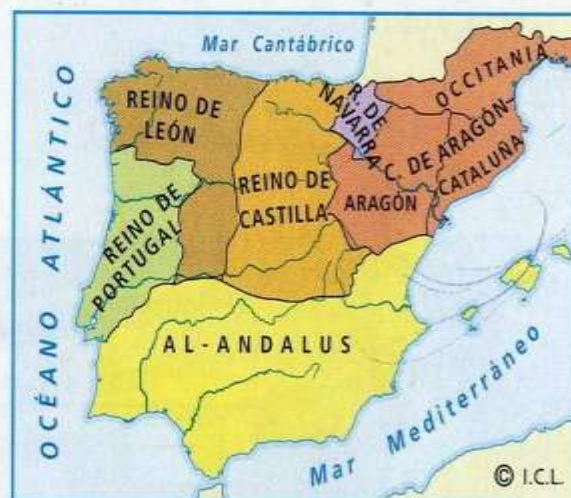 Mar Cantábrico
OCÉANO ATLÁNTICO
REINO DE
LEÓN
R. DE
NAVARRA
OCCITANIA
C. DE ARAGÓN-
CATALUÑA
ARAGÓN
REINO DE
CASTILLA
REINO DE
PORTUGAL
AL-ANDALUS
Mar Mediterráneo
© I.C.L.